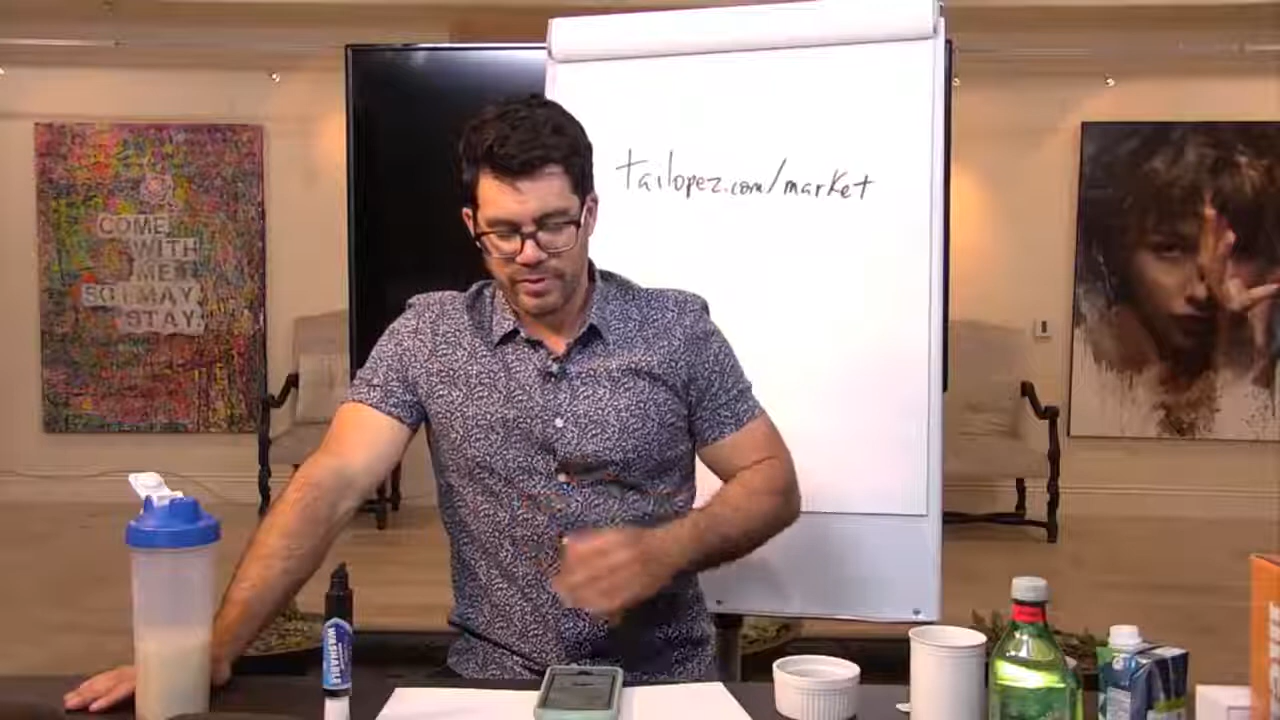 tailopez.com/market
COME
WITH
ME
SO I MAY
STAY.
WASHABLE